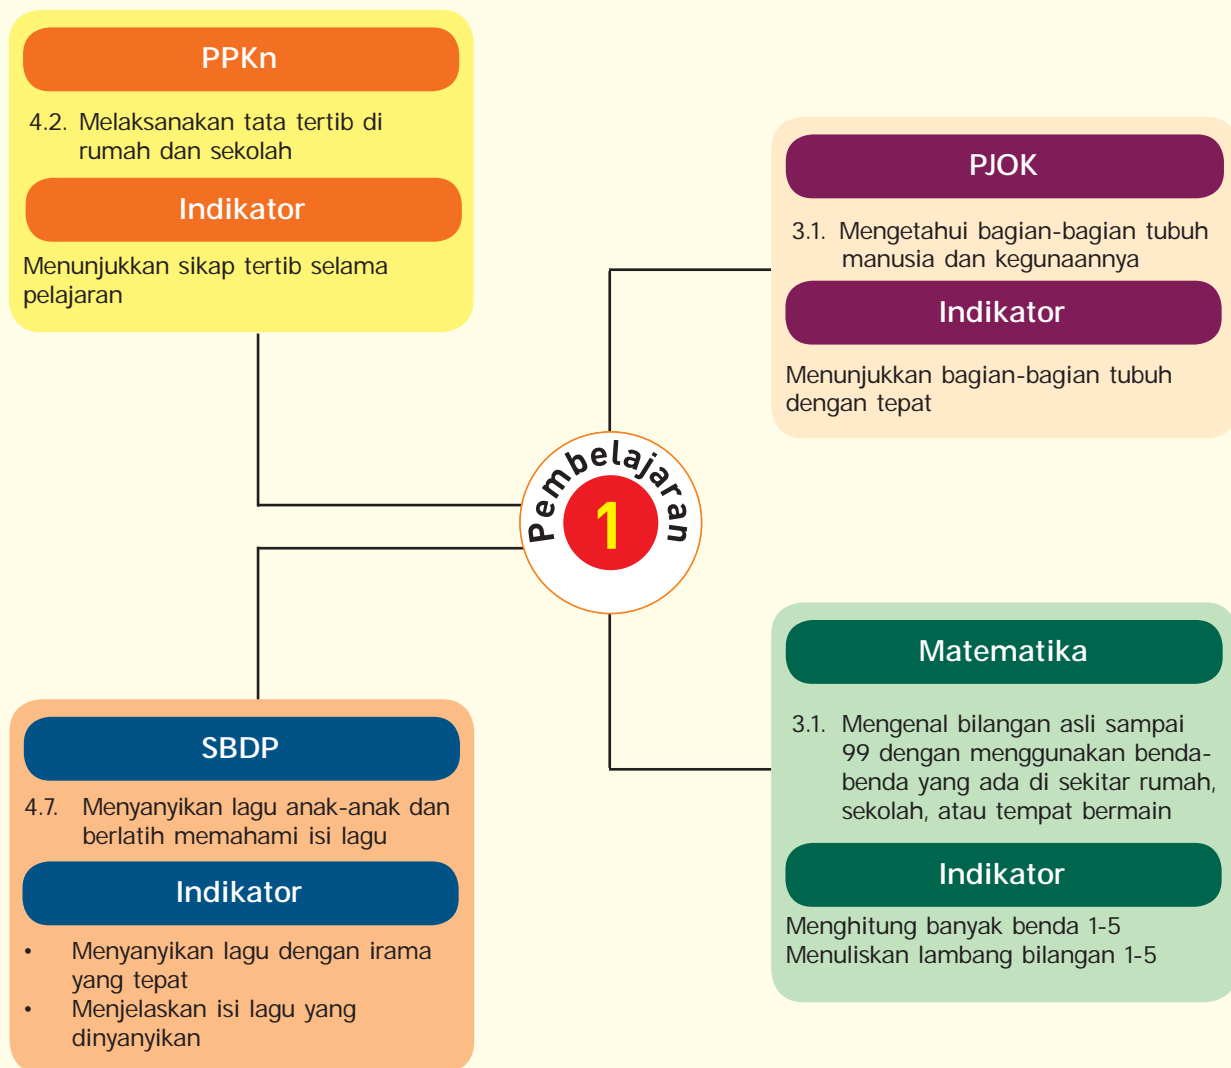 PPKn
4.2. Melaksanakan tata tertib di
rumah dan sekolah
Indikator
Menunjukkan sikap tertib selama
pelajaran
PJOK
3.1. Mengetahui bagian-bagian tubuh
manusia dan kegunaannya
Indikator
Menunjukkan bagian-bagian tubuh
dengan tepat
Pembelajaran
1
SBDP
4.7. Menyanyikan lagu anak-anak dan
berlatih memahami isi lagu
Indikator
• Menyanyikan lagu dengan irama
yang tepat
• Menjelaskan isi lagu yang
dinyanyikan
Matematika
3.1. Mengenal bilangan asli sampai
99 dengan menggunakan benda-
benda yang ada di sekitar rumah,
sekolah, atau tempat bermain
Indikator
Menghitung banyak benda 1-5
Menuliskan lambang bilangan 1-5